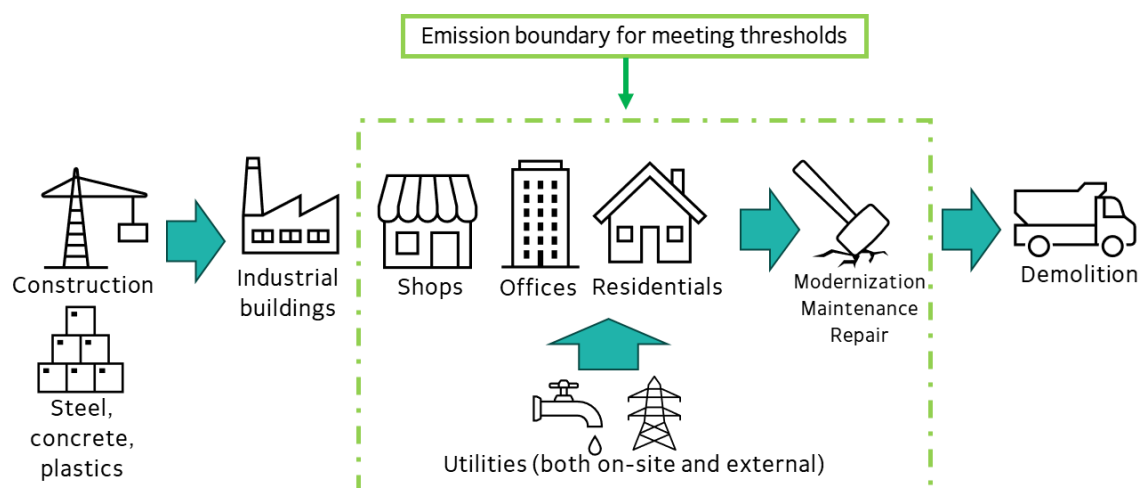 Emission boundary for meeting thresholds
Construction
Steel,
concrete,
plastics
Industrial
buildings
Shops
Offices
Residentials
Utilities (both on-site and external)
Modernization
Maintenance
Repair
Demolition